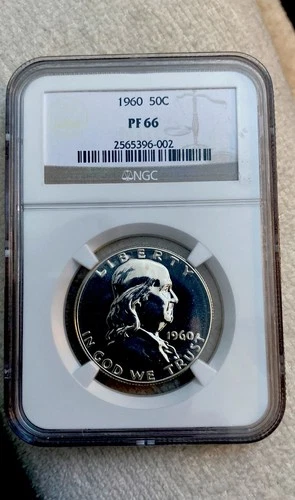 1960 50C
PF 66
2565396-002
NGC
LIBERTY
1960
IN GOD WE TRUST